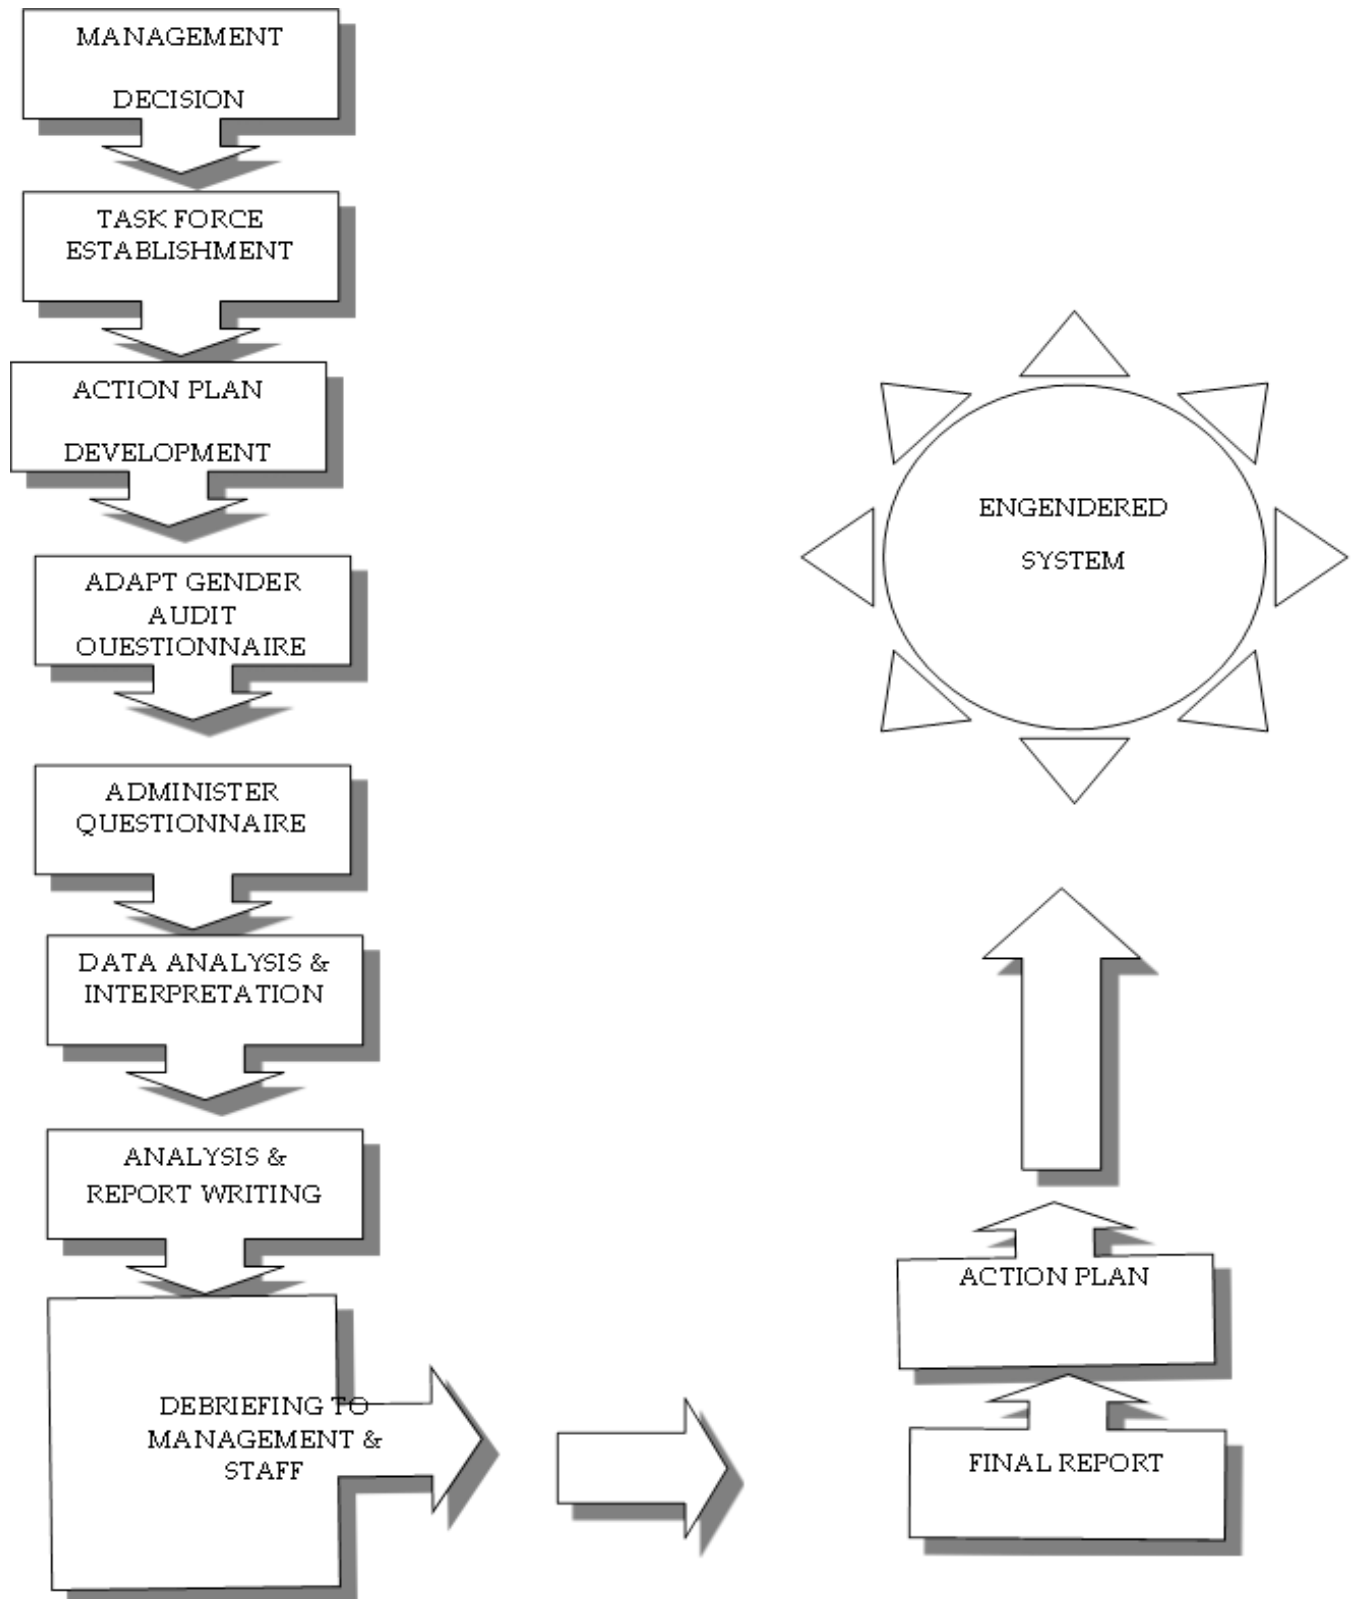 MANAGEMENT
DECISION
TASK FORCE
ESTABLISHMENT
ACTION PLAN
DEVELOPMENT
ADAPT GENDER
AUDIT
OUESTIONNAIRE
ADMINISTER
QUESTIONNAIRE
DATA ANALYSIS &
INTERPRETATION
ANALYSIS &
REPORT WRITING
DEBRIEFING TO
MANAGEMENT &
STAFF
FINAL REPORT
ACTION PLAN
ENGENDERED
SYSTEM